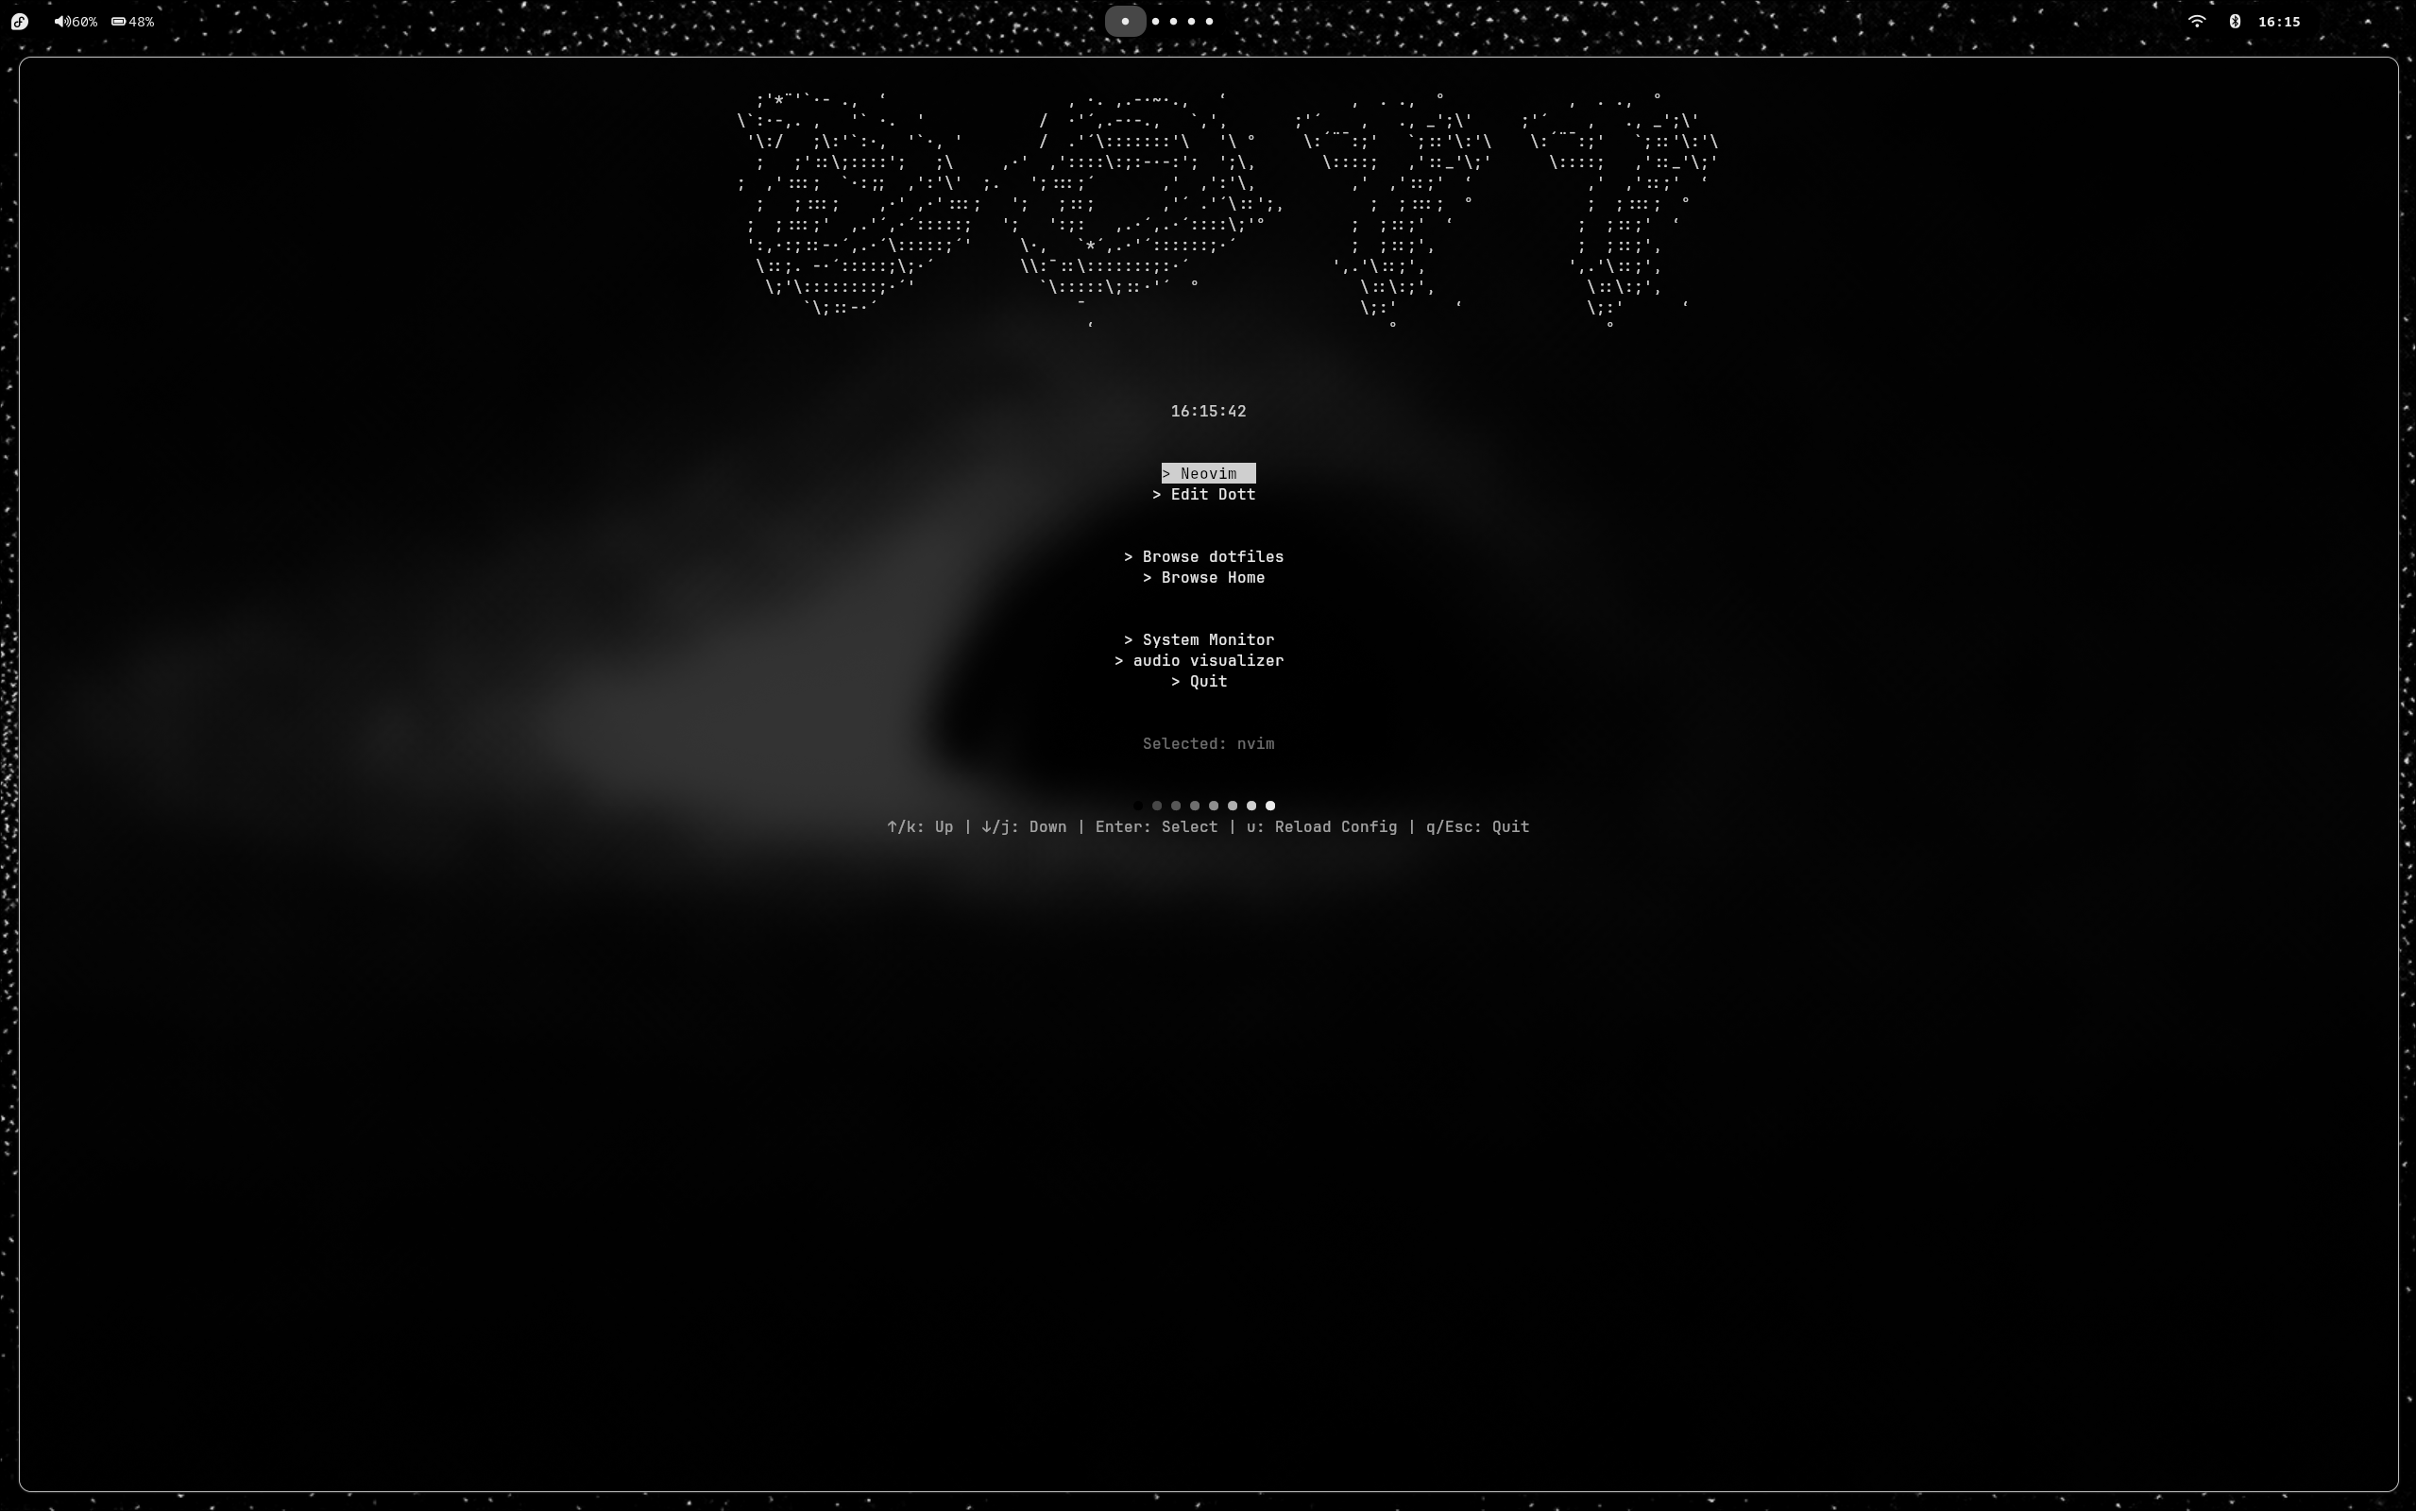 60% 48% 16:15
Dott
16:15:42
> Neovim
> Edit Dott
> Browse dotfiles
> Browse Home
> System Monitor
> audio visualizer
> Quit
Selected: nvim
↑/k: Up | ↓/j: Down | Enter: Select | u: Reload Config | q/Esc: Quit